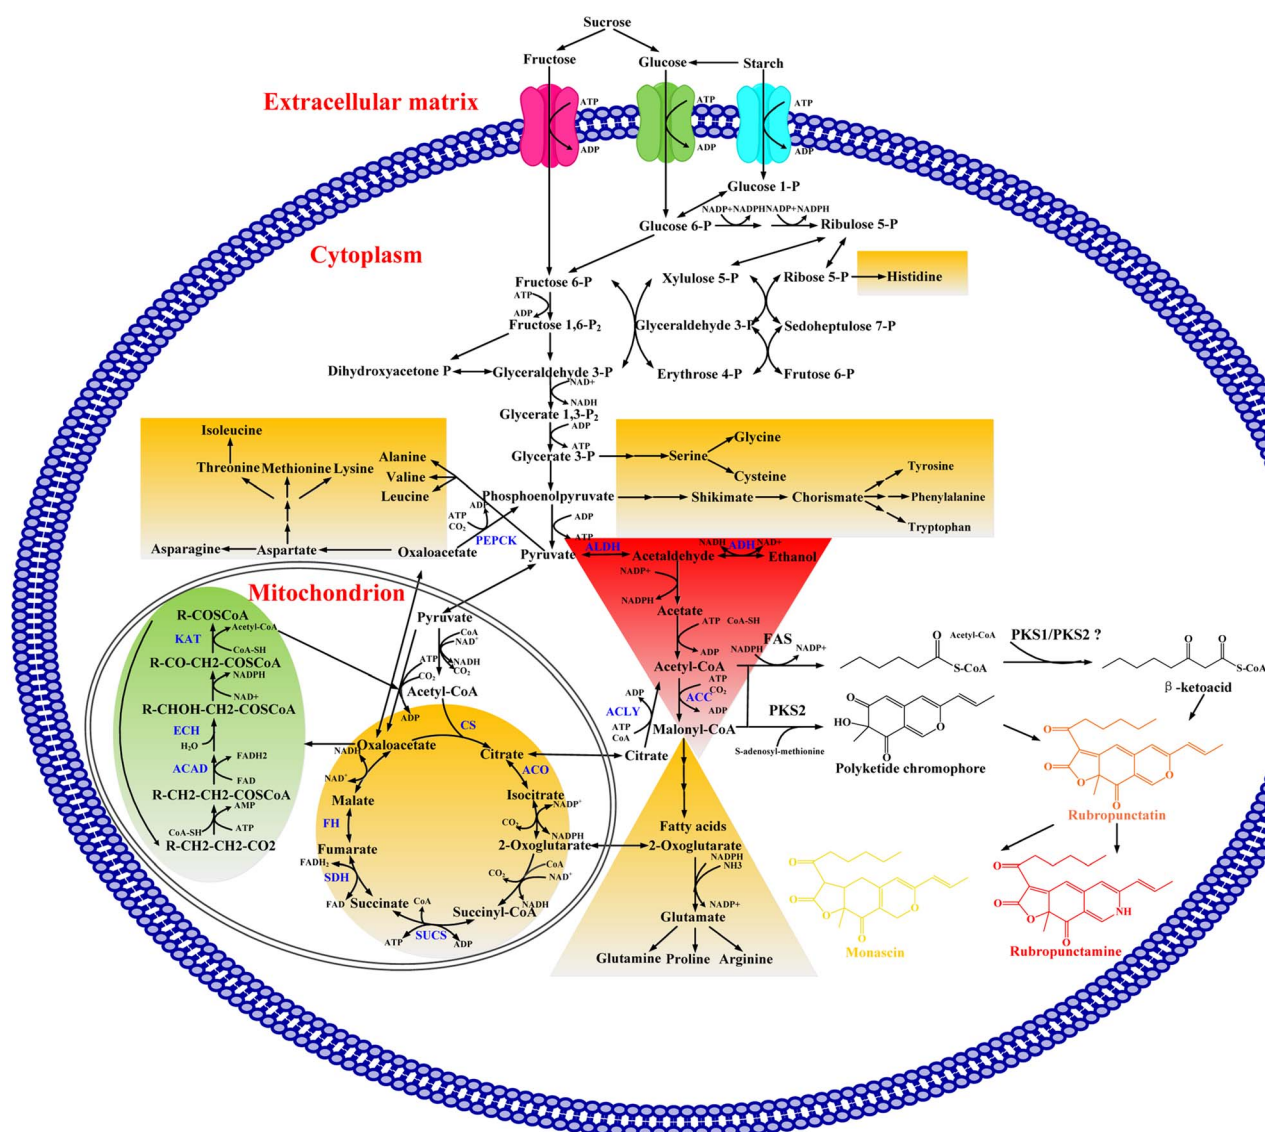 Sucrose
Fructose
Glucose
Starch
Extracellular matrix
ATP
ADP
ATP
ADP
ATP
ADP
Glucose 1-P
NADP+NADPH
NADP+NADPH
Glucose 6-P
Ribulose 5-P
Cytoplasm
Fructose 6-P
Xylulose 5-P
Ribose 5-P
Histidine
ATP
ADP
Fructose 1,6-P2
Glyceraldehyde 3-P
Sedoheptulose 7-P
Dihydroxyacetone P
Glyceraldehyde 3-P
Erythrose 4-P
Frutose 6-P
NAD+
NADH
Glycerate 1,3-P2
ADP
ATP
Glycerate 3-P
Serine
Glycine
Cysteine
Isoleucine
Threonine
Methionine
Lysine
Alanine
Valine
Leucine
Asparagine
Aspartate
Oxaloacetate
Phosphoenolpyruvate
Shikimate
Chorismate
Tyrosine
Phenylalanine
Tryptophan
ADP
ATP
CO2
PEPCK
ADP
ATP
Pyruvate
ALDH
Acetaldehyde
NADH
ADH
NAD+
Ethanol
NADP+
NADPH
Acetate
ATP
CoA-SH
ADP
Acetyl-CoA
ATP
CO2
ACC
ADP
Malonyl-CoA
Mitochondrion
R-COSCoA
KAT
Acetyl-CoA
CoA-SH
R-CO-CH2-COSCoA
NADPH
NAD+
R-CHOH-CH2-COSCoA
ECH
H2O
ACAD
FADH2
FAD
R-CH2-CH2-COSCoA
AMP
CoA-SH
ATP
R-CH2-CH2-CO2
Pyruvate
CoA
NAD+
NADH
CO2
ATP
CO2
Acetyl-CoA
ADP
CS
Oxaloacetate
NADH
NAD+
Citrate
ACO
Isocitrate
NADP+
CO2
NADPH
2-Oxoglutarate
CoA
CO2
NAD+
NADH
Succinyl-CoA
CoA
ATP
SUCS
ADP
Succinate
FADH2
SDH
FAD
Fumarate
FH
Malate
ADP
ACLY
ATP
CoA
Citrate
FAS
NADPH
NADP+
O
S-CoA
Acetyl-CoA
PKS1/PKS2 ?
O
O
S-CoA
β-ketoacid
PKS2
S-adenosyl-methionine
O
HO
O
O
Polyketide chromophore
O
O
O
O
O
Rubropunctatin
Fatty acids
2-Oxoglutarate
NADPH
NH3
NADP+
Glutamate
Glutamine
Proline
Arginine
O
O
O
O
O
Monascin
O
O
O
O
NH
Rubropunctamine